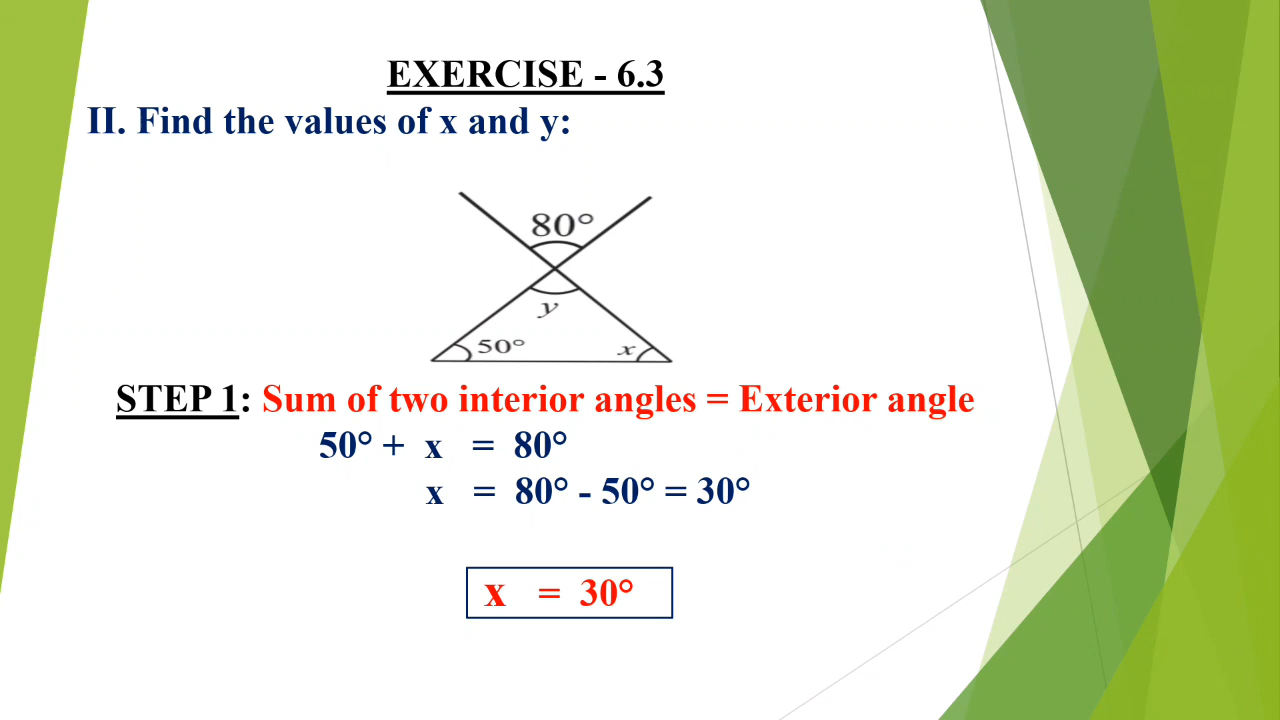 EXERCISE - 6.3
II. Find the values of x and y:
80°
y
50°
x
STEP 1: Sum of two interior angles = Exterior angle
50° + x = 80°
x = 80° - 50° = 30°
x = 30°